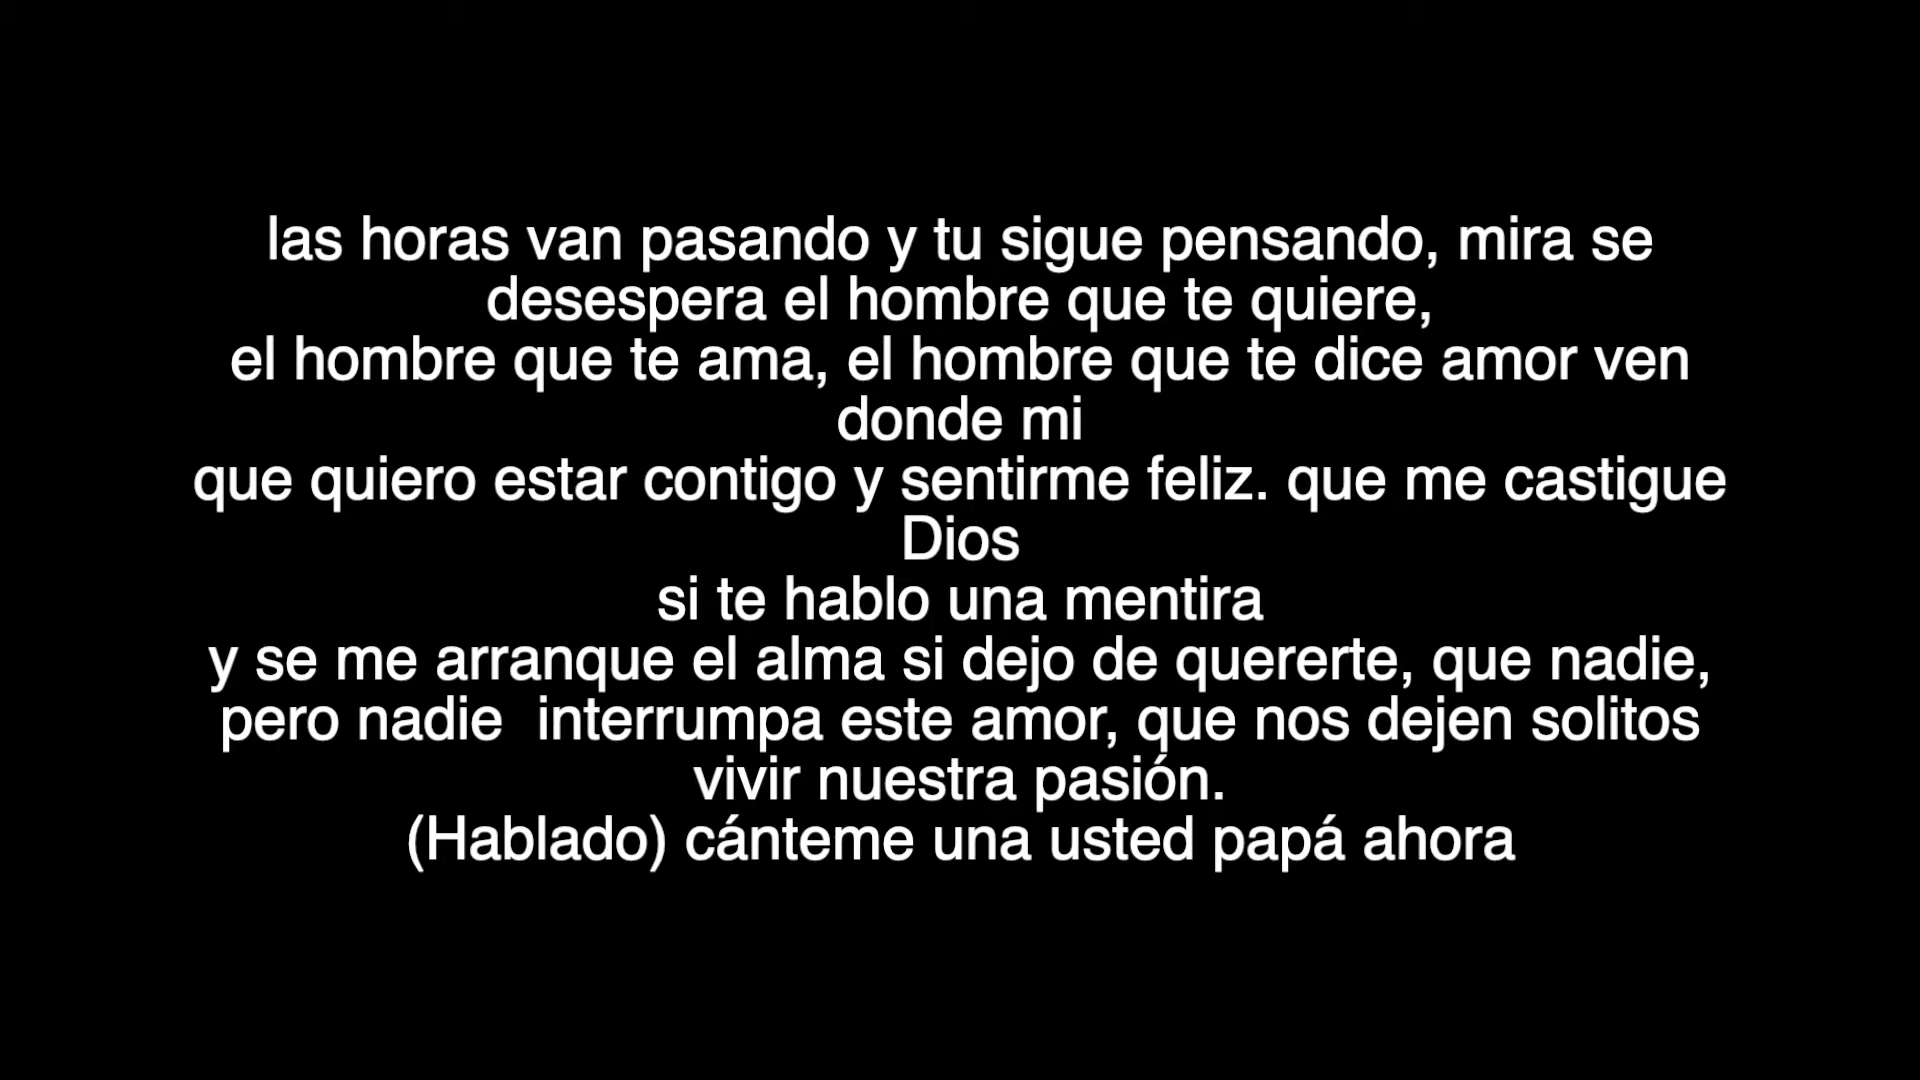 las horas van pasando y tu sigue pensando, mira se
desespera el hombre que te quiere,
el hombre que te ama, el hombre que te dice amor ven
donde mi
que quiero estar contigo y sentirme feliz. que me castigue
Dios
si te hablo una mentira
y se me arranque el alma si dejo de quererte, que nadie,
pero nadie  interrumpa este amor, que nos dejen solitos
vivir nuestra pasión.
(Hablado) cánteme una usted papá ahora